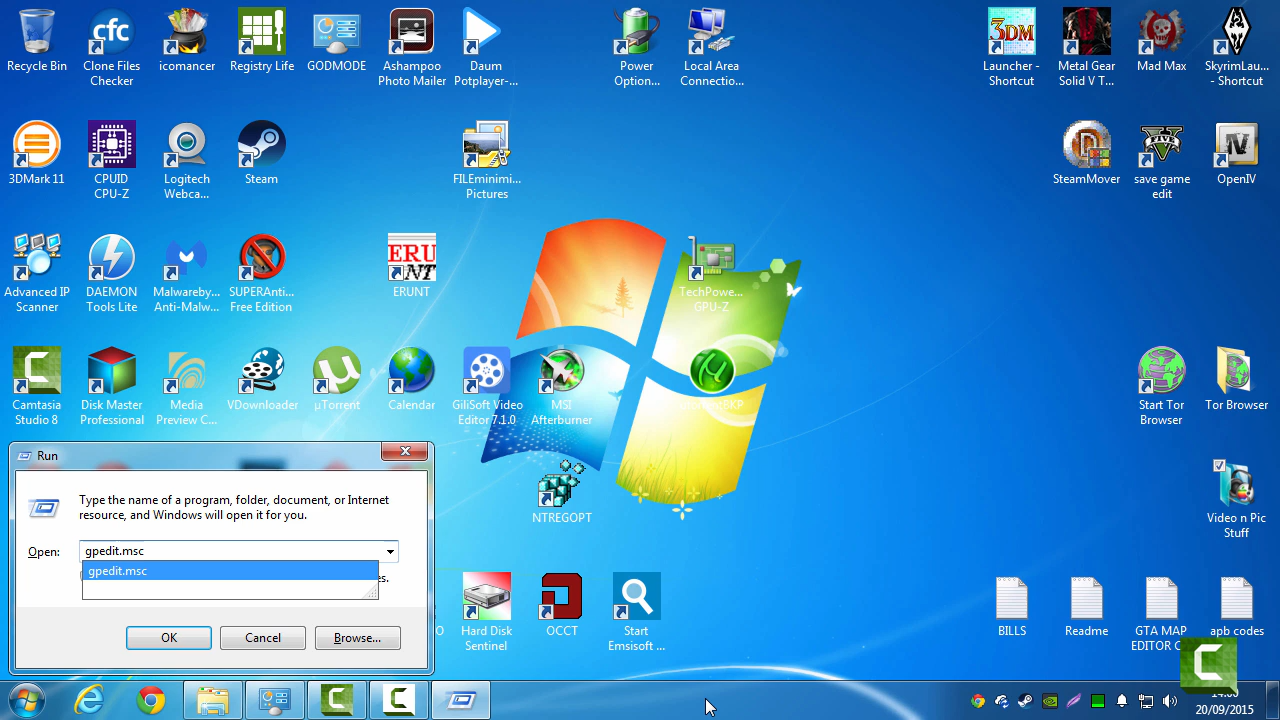 Recycle Bin
Clone Files
Checker
icomancer
Registry Life
GODMODE
Ashampoo
Photo Mailer
Daum
Potplayer-...
Power
Option...
Local Area
Connectio...
3DM
Launcher -
Shortcut
Metal Gear
Solid V T...
Mad Max
SkyrimLau...
- Shortcut
cfc
3DMark 11
CPUID
CPU-Z
Logitech
Webca...
Steam
FILEminimi...
Pictures
SteamMover
save game
edit
IV
OpenIV
Advanced IP
Scanner
DAEMON
Tools Lite
Malwareby...
Anti-Malw...
SUPERAnti...
Free Edition
ERU
NT
ERUNT
TechPowe...
GPU-Z
Camtasia
Studio 8
Disk Master
Professional
Media
Preview C...
VDownloader
µTorrent
Calendar
GiliSoft Video
Editor 7.1.0
MSI
Afterburner
Start Tor
Browser
Tor Browser
Run
Type the name of a program, folder, document, or Internet
resource, and Windows will open it for you.
Open:
gpedit.msc
gpedit.msc
es.
OK
Cancel
Browse...
NTREGOPT
Video n Pic
Stuff
O
Hard Disk
Sentinel
OCCT
Start
Emsisoft ...
BILLS
Readme
GTA MAP
EDITOR C
apb codes
20/09/2015